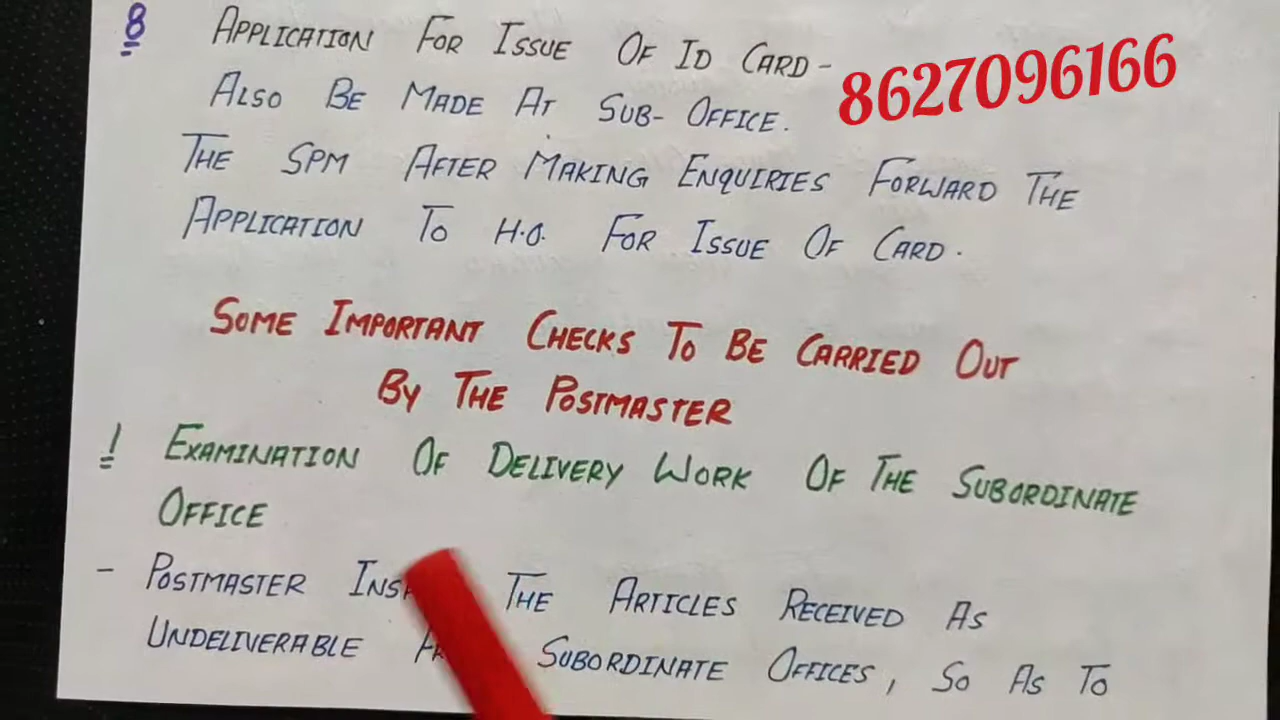 8 APPLICATION FOR ISSUE OF ID CARD-
8627096166
ALSO BE MADE AT SUB- OFFICE.
THE SPM AFTER MAKING ENQUIRIES FORWARD THE
APPLICATION TO H.O. FOR ISSUE OF CARD.
SOME IMPORTANT CHECKS TO BE CARRIED OUT
BY THE POSTMASTER
1 EXAMINATION OF DELIVERY WORK OF THE SUBORDINATE
OFFICE
- POSTMASTER THE ARTICLES RECEIVED AS
UNDELIVERABLE SUBORDINATE OFFICES, SO AS TO